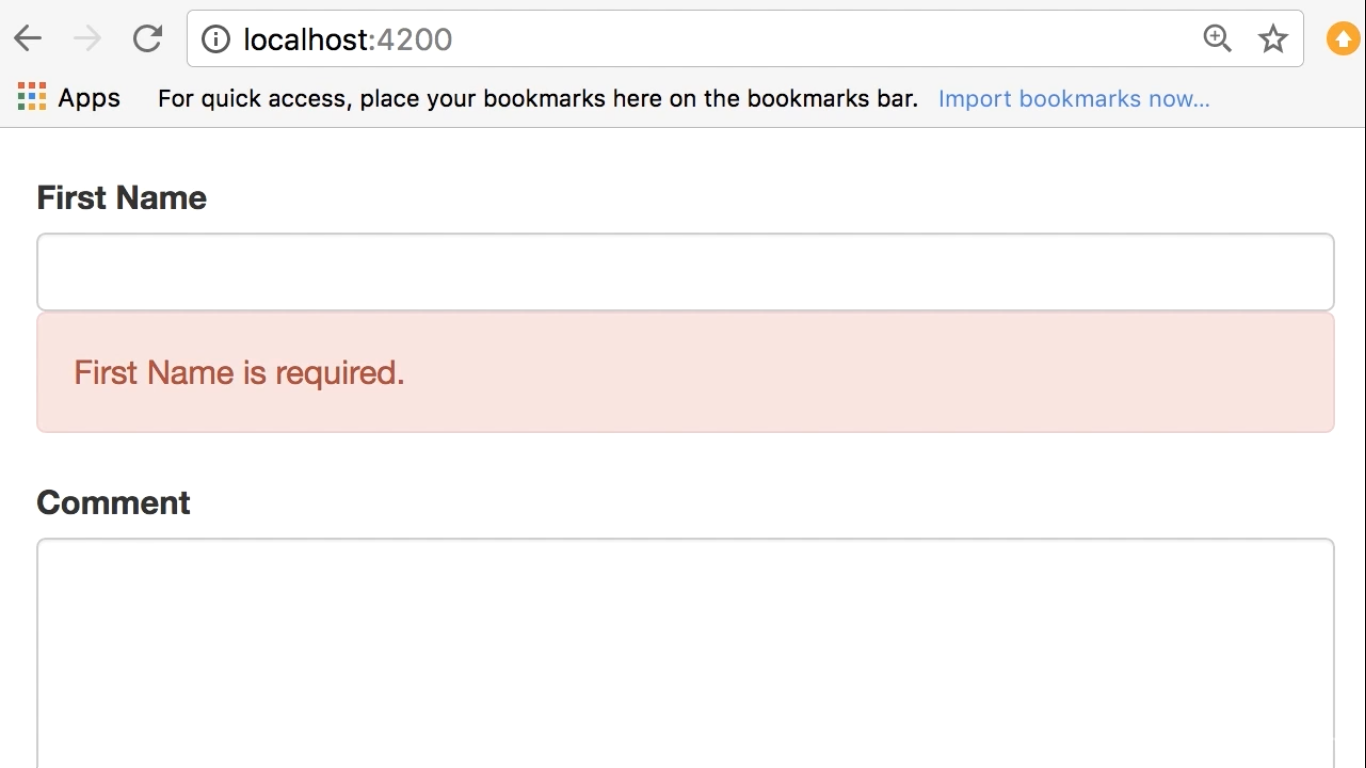 localhost:4200
Apps For quick access, place your bookmarks here on the bookmarks bar. Import bookmarks now...
First Name
First Name is required.
Comment